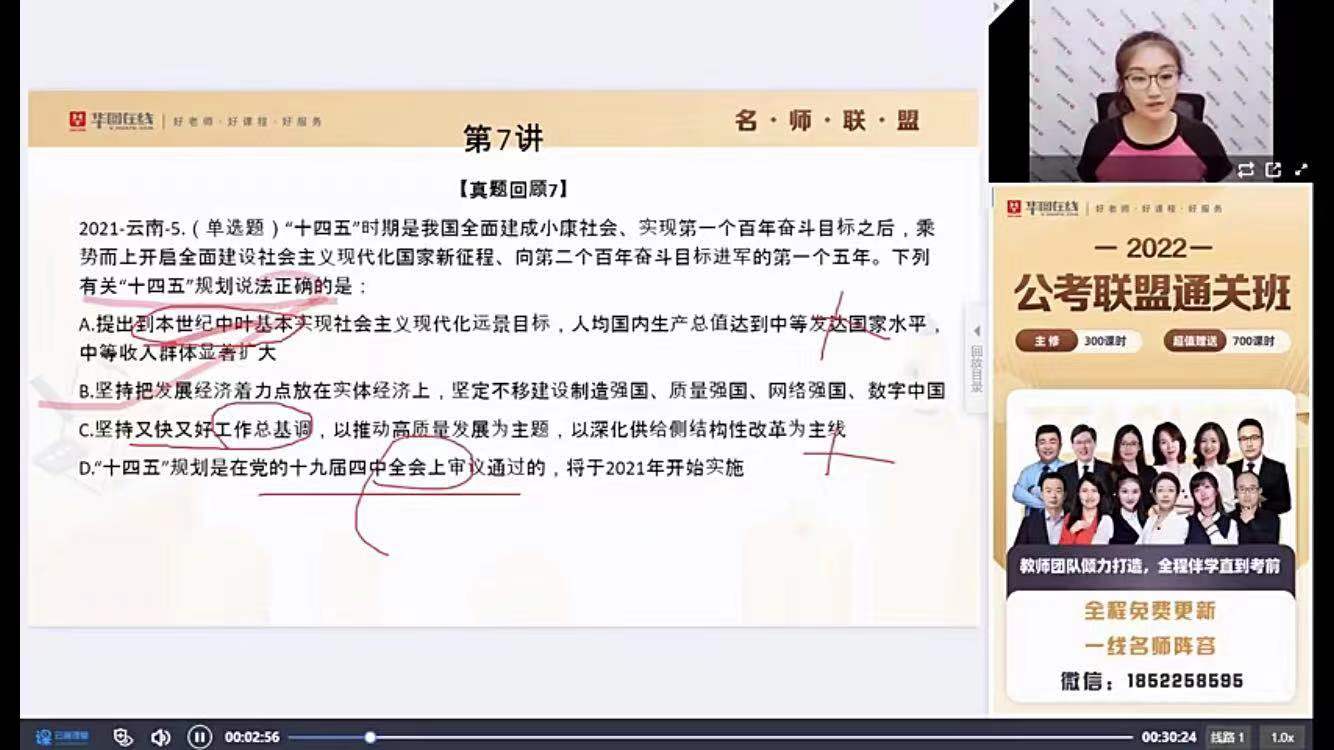 华图在线
好老师·好课程·好服务
名·师·联·盟
第7讲
【真题回顾7】
2021-云南-5.（单选题）“十四五”时期是我国全面建成小康社会、实现第一个百年奋斗目标之后，乘
势而上开启全面建设社会主义现代化国家新征程、向第二个百年奋斗目标进军的第一个五年。下列
有关“十四五”规划说法正确的是：
A.提出到本世纪中叶基本实现社会主义现代化远景目标，人均国内生产总值达到中等发达国家水平，
中等收入群体显著扩大
B.坚持把发展经济着力点放在实体经济上，坚定不移建设制造强国、质量强国、网络强国、数字中国
C.坚持又快又好工作总基调，以推动高质量发展为主题，以深化供给侧结构性改革为主线
D.“十四五”规划是在党的十九届四中全会上审议通过的，将于2021年开始实施
回放目录
华图在线
好老师·好课程·好服务
2022
公考联盟通关班
主修 300课时 超值赠送 700课时
教师团队倾力打造，全程伴学直到考前
全程免费更新
一线名师阵容
微信：1852258595
00:02:56
00:30:24
线路1
1.0x